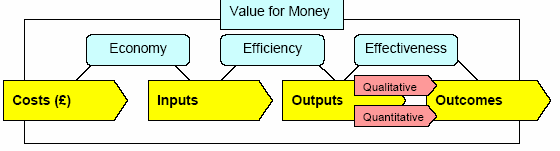 Value for Money
Economy
Efficiency
Effectiveness
Costs (£)
Inputs
Outputs
Qualitative
Quantitative
Outcomes